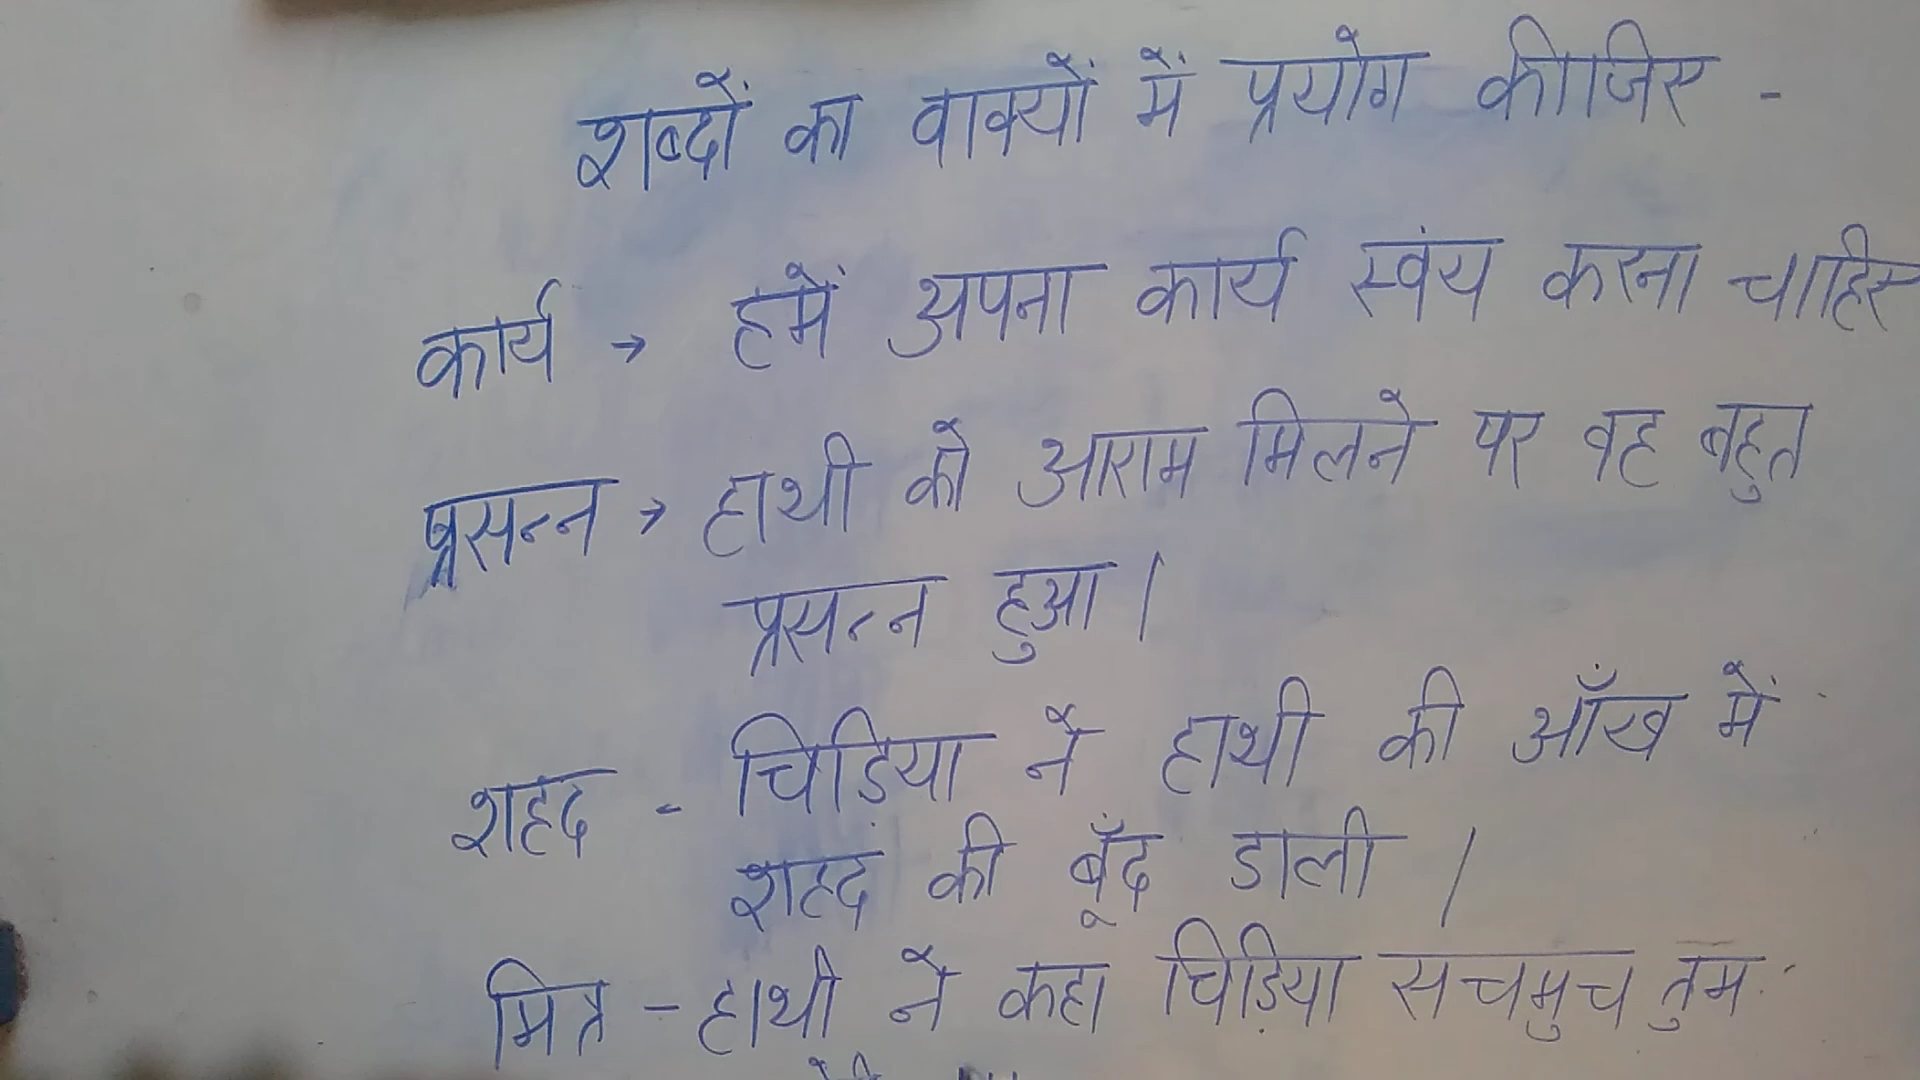 शब्दों का वाक्यों में प्रयोग कीजिए -
कार्य → हमें अपना कार्य स्वंय करना चाहिए
प्रसन्न → हाथी को आराम मिलने पर वह बहुत
प्रसन्न हुआ।
शहद - चिड़िया ने हाथी की आँख में
शहद की बूँद डाली।
मित्र - हाथी ने कहा चिड़िया सचमुच तुम